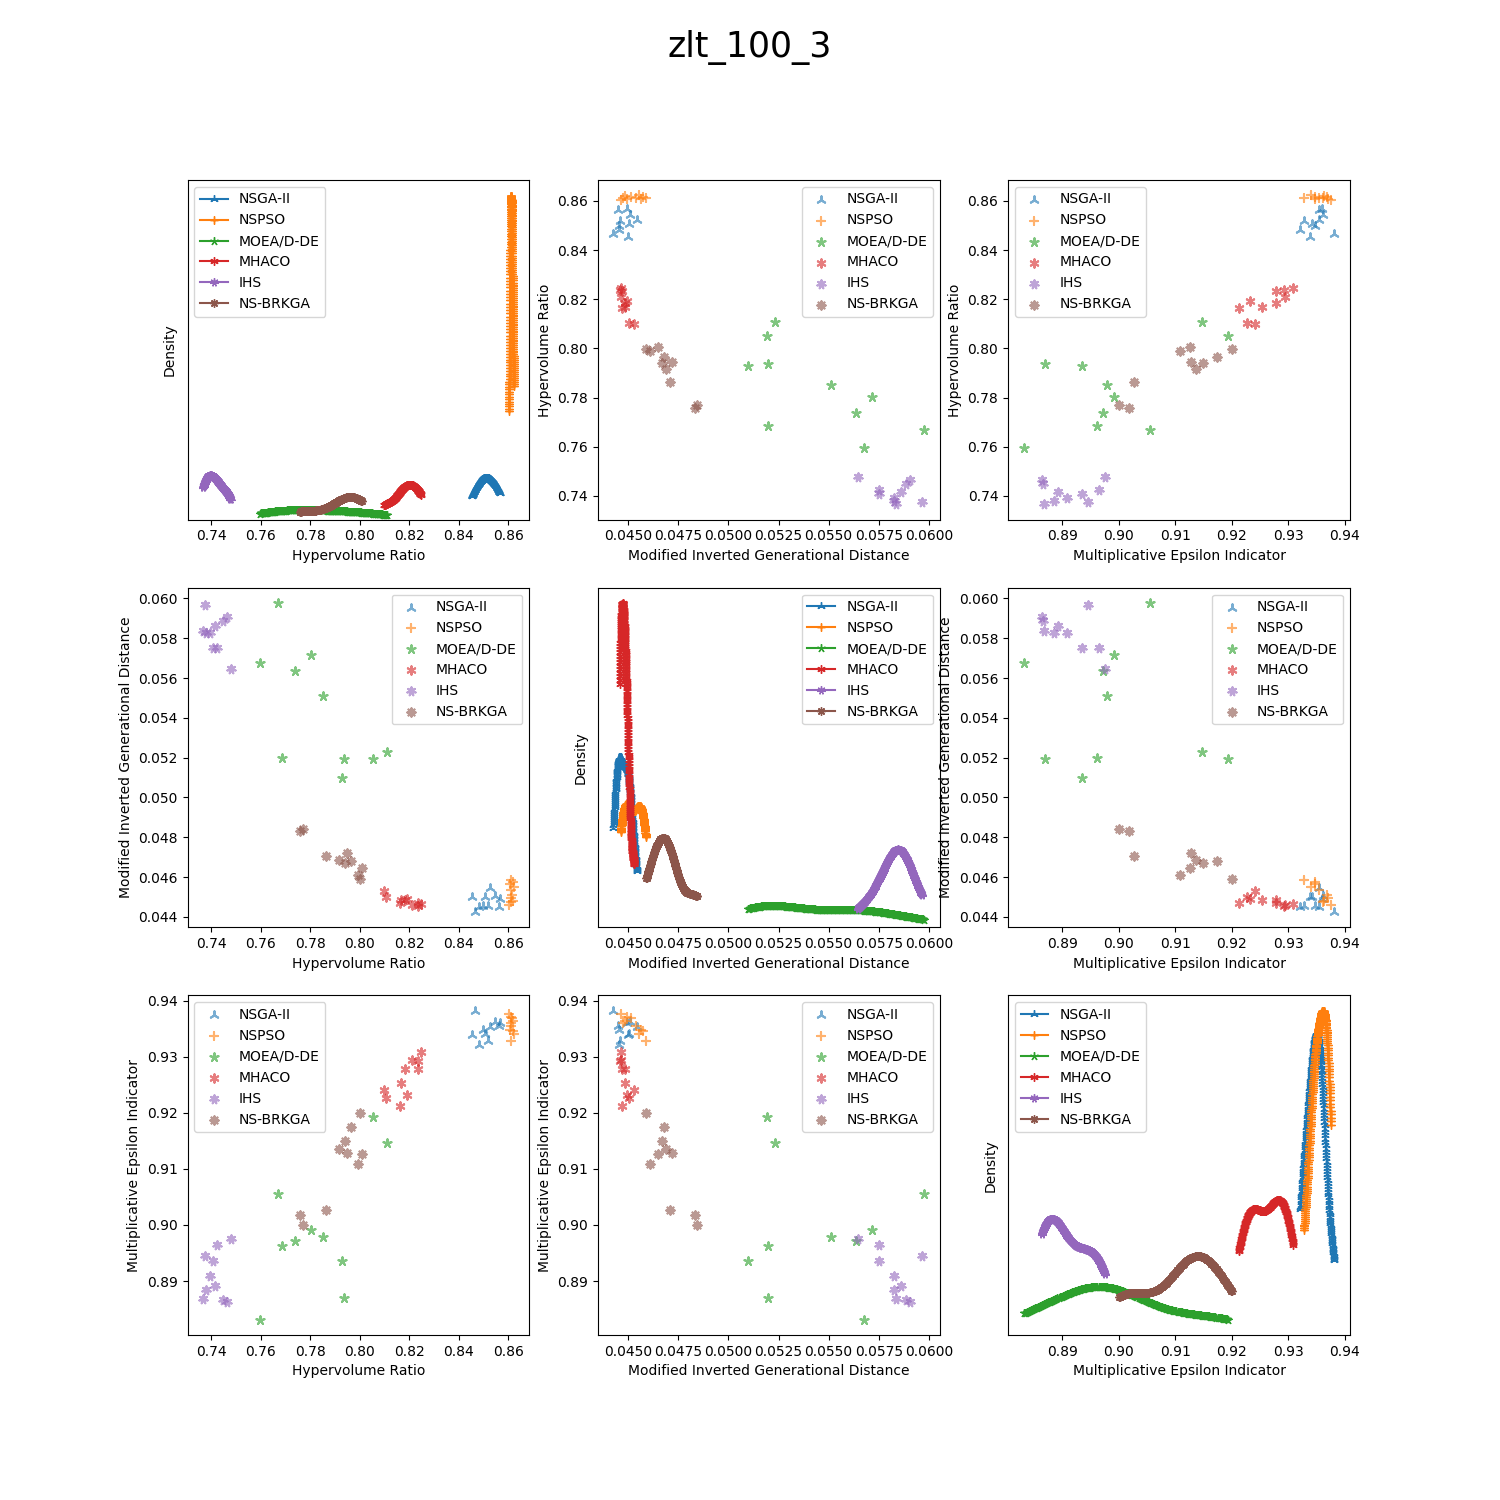 zlt_100_3
NSGA-II
NSPSO
MOEA/D-DE
MHACO
IHS
NS-BRKGA
Density
0.74 0.76 0.78 0.80 0.82 0.84 0.86
Hypervolume Ratio
NSGA-II
NSPSO
MOEA/D-DE
MHACO
IHS
NS-BRKGA
Hypervolume Ratio
0.86
0.84
0.82
0.80
0.78
0.76
0.74
0.0450 0.0475 0.0500 0.0525 0.0550 0.0575 0.0600
Modified Inverted Generational Distance
NSGA-II
NSPSO
MOEA/D-DE
MHACO
IHS
NS-BRKGA
Hypervolume Ratio
0.86
0.84
0.82
0.80
0.78
0.76
0.74
0.89 0.90 0.91 0.92 0.93 0.94
Multiplicative Epsilon Indicator
NSGA-II
NSPSO
MOEA/D-DE
MHACO
IHS
NS-BRKGA
Modified Inverted Generational Distance
0.060
0.058
0.056
0.054
0.052
0.050
0.048
0.046
0.044
0.74 0.76 0.78 0.80 0.82 0.84 0.86
Hypervolume Ratio
NSGA-II
NSPSO
MOEA/D-DE
MHACO
IHS
NS-BRKGA
Density
0.0450 0.0475 0.0500 0.0525 0.0550 0.0575 0.0600
Modified Inverted Generational Distance
NSGA-II
NSPSO
MOEA/D-DE
MHACO
IHS
NS-BRKGA
Modified Inverted Generational Distance
0.060
0.058
0.056
0.054
0.052
0.050
0.048
0.046
0.044
0.89 0.90 0.91 0.92 0.93 0.94
Multiplicative Epsilon Indicator
NSGA-II
NSPSO
MOEA/D-DE
MHACO
IHS
NS-BRKGA
Multiplicative Epsilon Indicator
0.94
0.93
0.92
0.91
0.90
0.89
0.74 0.76 0.78 0.80 0.82 0.84 0.86
Hypervolume Ratio
NSGA-II
NSPSO
MOEA/D-DE
MHACO
IHS
NS-BRKGA
Multiplicative Epsilon Indicator
0.94
0.93
0.92
0.91
0.90
0.89
0.0450 0.0475 0.0500 0.0525 0.0550 0.0575 0.0600
Modified Inverted Generational Distance
NSGA-II
NSPSO
MOEA/D-DE
MHACO
IHS
NS-BRKGA
Density
0.89 0.90 0.91 0.92 0.93 0.94
Multiplicative Epsilon Indicator